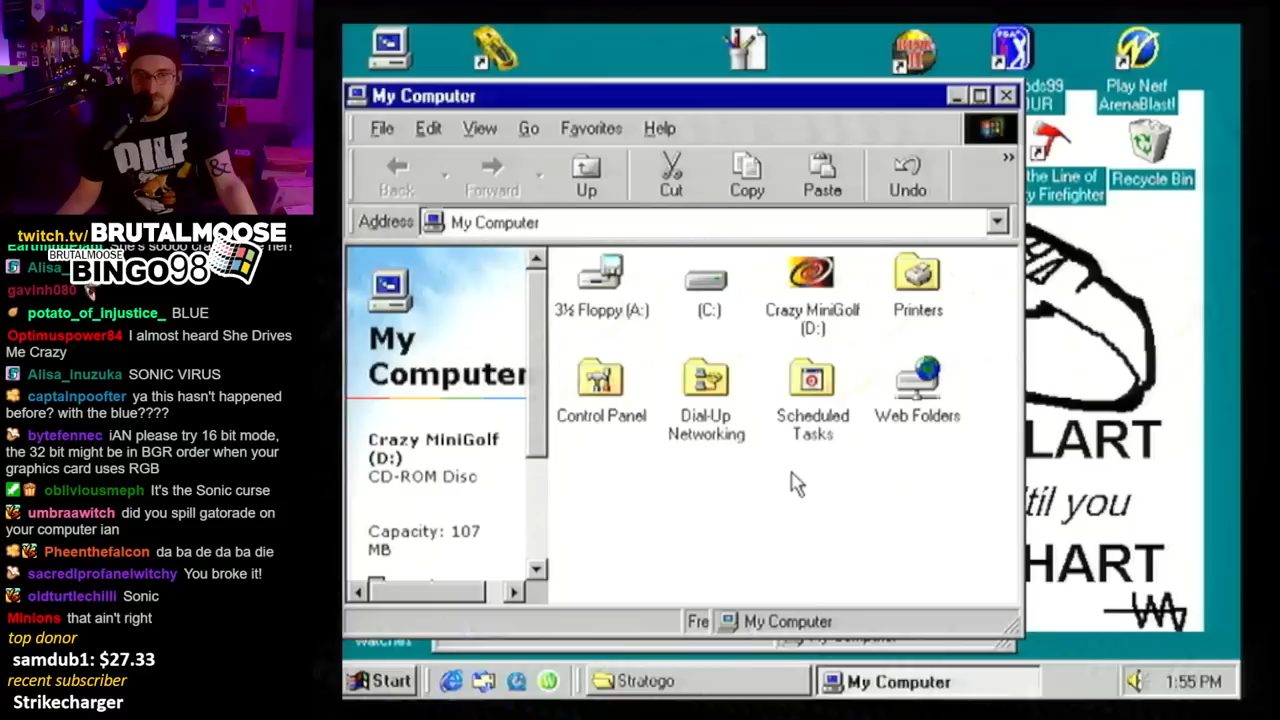 DILF
&
twitch.tv/BRUTALMOOSE
BRUTALMOOSE
BINGO98
Alisa_
gavinh080
potato_of_injustice_ BLUE
Optimuspower84 I almost heard She Drives
Me Crazy
Alisa_Inuzuka SONIC VIRUS
captainpoofter ya this hasn't happened
before? with the blue????
bytefennec iAN please try 16 bit mode,
the 32 bit might be in BGR order when your
graphics card uses RGB
obliviousmeph It's the Sonic curse
umbraawitch did you spill gatorade on
your computer ian
Pheenthefalcon da ba de da ba die
sacredlprofanelwitchy You broke it!
oldturtlechilli Sonic
Minions that ain't right
top donor
samdub1: $27.33
recent subscriber
Strikecharger
ods99
OUR
Play Nerf
ArenaBlast!
the Line of
y Firefighter
Recycle Bin
My Computer
File Edit View Go Favorites Help
Back Forward Up Cut Copy Paste Undo
Address My Computer
My
Computer
Crazy MiniGolf
(D:)
CD-ROM Disc
Capacity: 107
MB
3½ Floppy (A:)
(C:)
Crazy MiniGolf
(D:)
Printers
Control Panel
Dial-Up
Networking
Scheduled
Tasks
Web Folders
Fre My Computer
LART
til you
HART
Start Stratego My Computer 1:55 PM